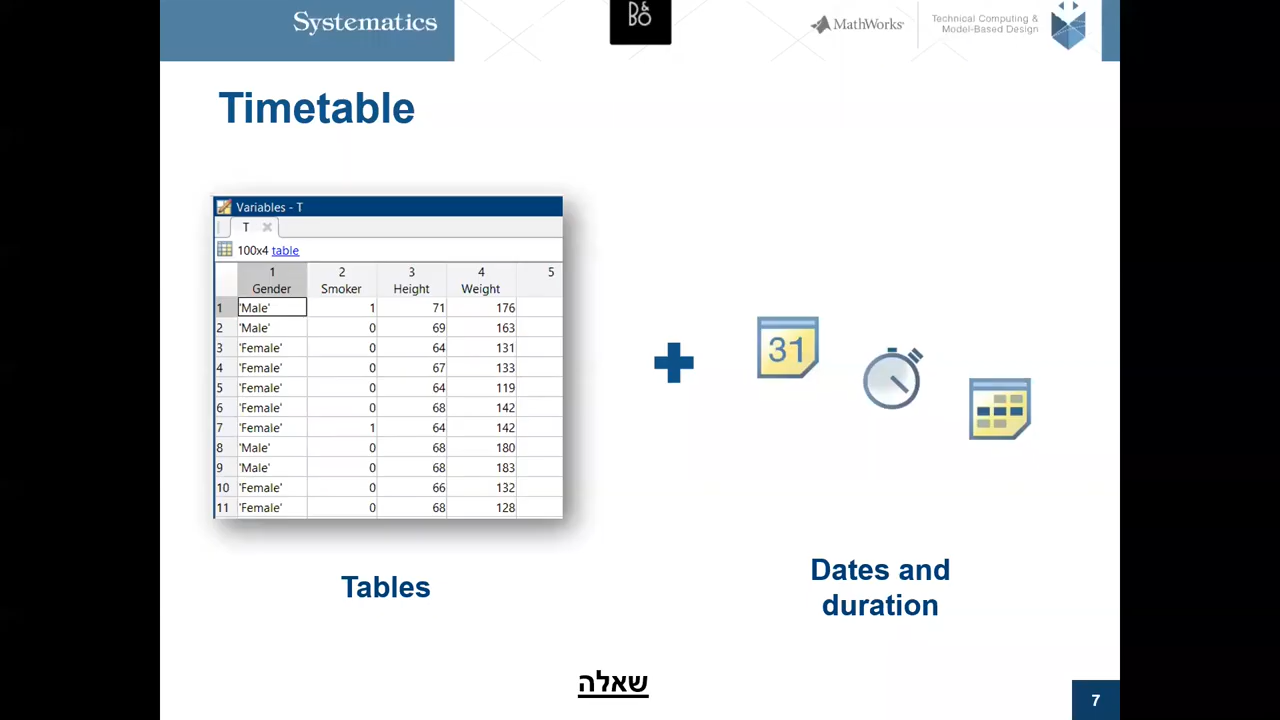 Systematics
B&O
MathWorks®
Technical Computing &
Model-Based Design
Timetable
Variables - T
T
100x4 table
1 2 3 4 5
Gender Smoker Height Weight
1 'Male' 1 71 176
2 'Male' 0 69 163
3 'Female' 0 64 131
4 'Female' 0 67 133
5 'Female' 0 64 119
6 'Female' 0 68 142
7 'Female' 1 64 142
8 'Male' 0 68 180
9 'Male' 0 68 183
10 'Female' 0 66 132
11 'Female' 0 68 128
31
Tables
Dates and
duration
שאלה
7